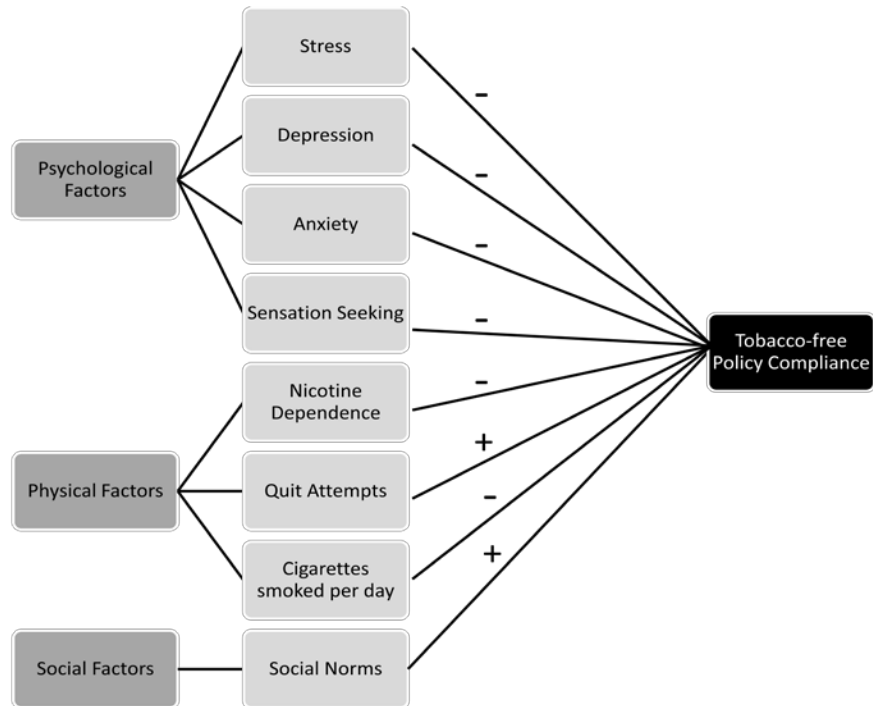 Stress
-
Depression
-
Psychological
Factors
Anxiety
-
Sensation Seeking
-
Tobacco-free
Policy Compliance
Nicotine
Dependence
-
+
Physical Factors
Quit Attempts
-
Cigarettes
smoked per day
+
Social Factors
Social Norms